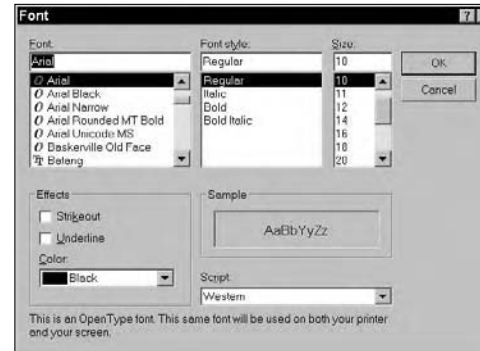 Font
Font:
Font style:
Size:
Arial
Regular
10
OK
Cancel
O Arial
O Arial Black
O Arial Narrow
O Arial Rounded MT Bold
O Arial Unicode MS
O Baskerville Old Face
Batang
Regular
Italic
Bold
Bold Italic
10
11
12
14
16
18
20
Effects
Strikeout
Underline
Color:
Black
Sample
AaBbYyZz
Script:
Western
This is an OpenType font. This same font will be used on both your printer
and your screen.